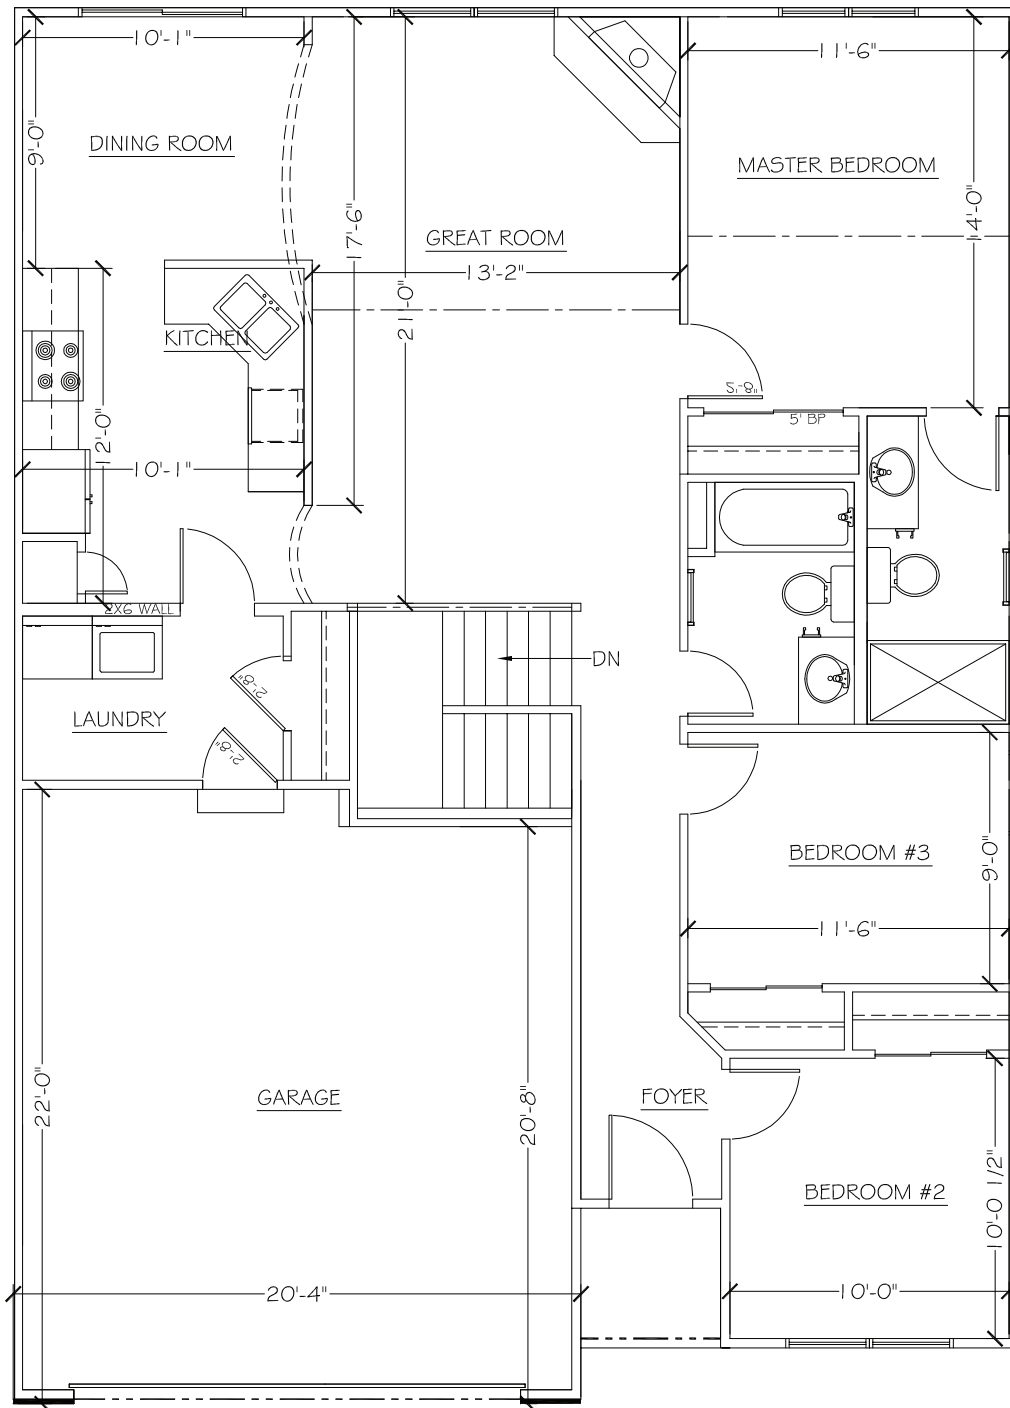 10'-1"
11'-6"
DINING ROOM
9'-0"
MASTER BEDROOM
14'-0"
17'-6"
GREAT ROOM
13'-2"
21'-0"
KITCHEN
2'-8"
5' BP
12'-0"
10'-1"
2X6 WALL
DN
2'-8"
LAUNDRY
2'-8"
BEDROOM #3
9'-0"
11'-6"
GARAGE
FOYER
22'-0"
20'-8"
BEDROOM #2
10'-0 1/2"
20'-4"
10'-0"